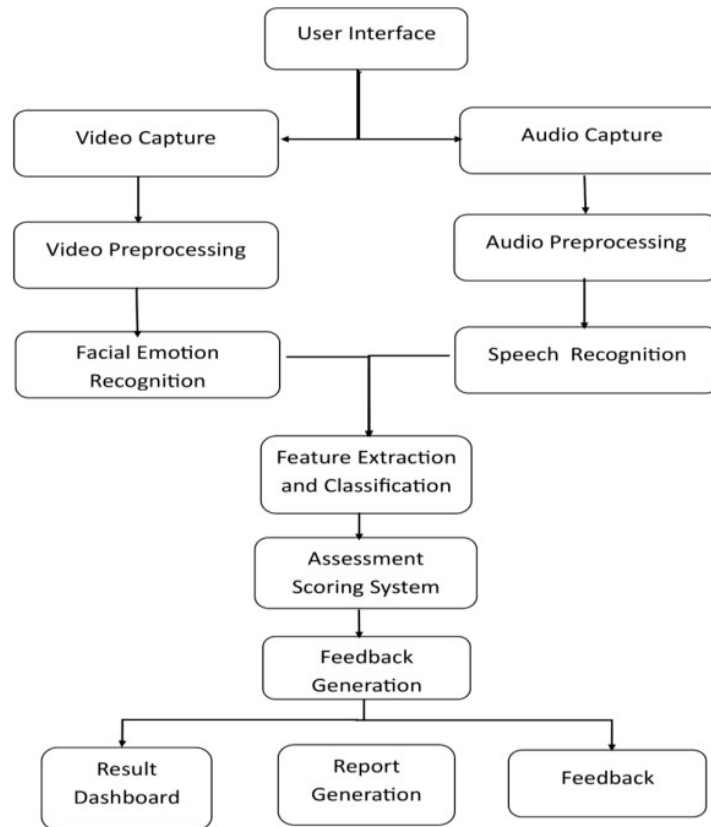 User Interface
Video Capture
Audio Capture
Video Preprocessing
Audio Preprocessing
Facial Emotion
Recognition
Speech Recognition
Feature Extraction
and Classification
Assessment
Scoring System
Feedback
Generation
Result
Dashboard
Report
Generation
Feedback